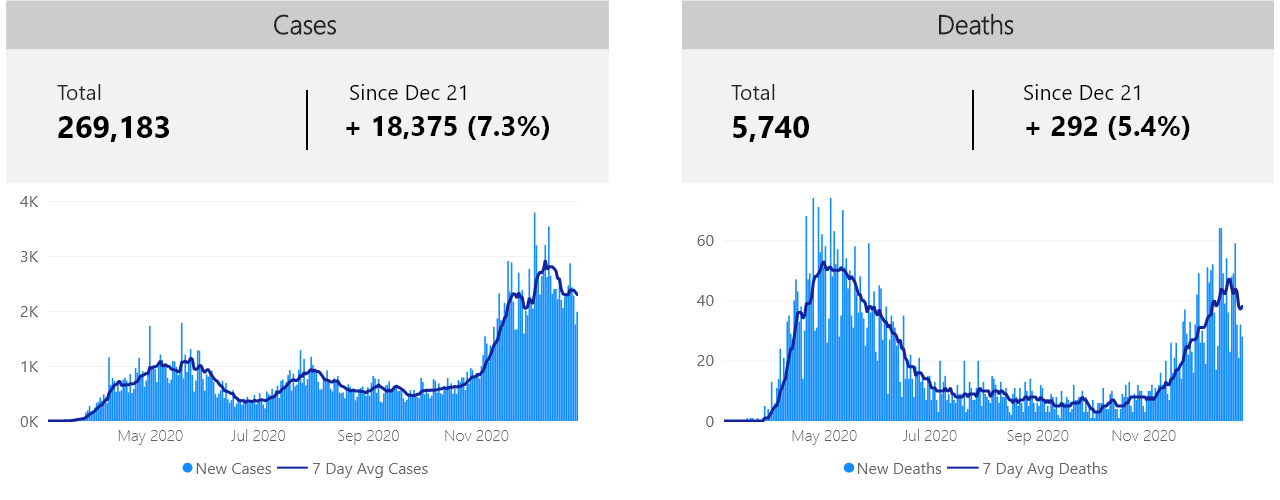 Cases
Total
Since Dec 21
269,183
+ 18,375 (7.3%)
4K
3K
2K
1K
0K
May 2020
Jul 2020
Sep 2020
Nov 2020
New Cases
7 Day Avg Cases
Deaths
Total
Since Dec 21
5,740
+ 292 (5.4%)
60
40
20
0
May 2020
Jul 2020
Sep 2020
Nov 2020
New Deaths
7 Day Avg Deaths